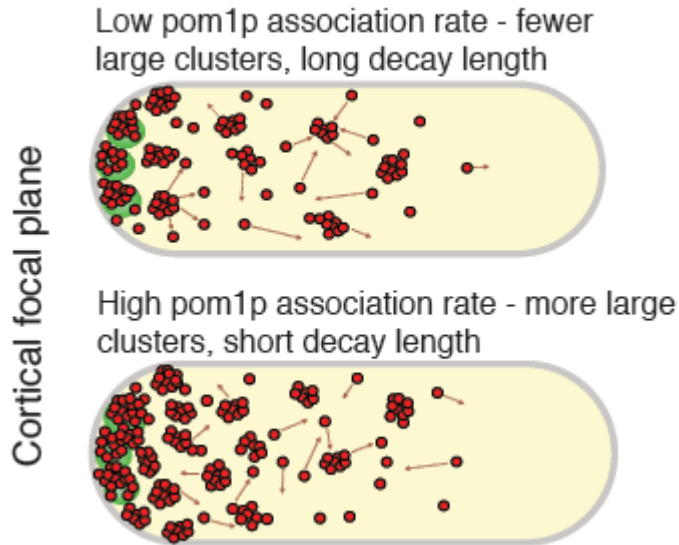 Low pom1p association rate - fewer
large clusters, long decay length
Cortical focal plane
High pom1p association rate - more large
clusters, short decay length